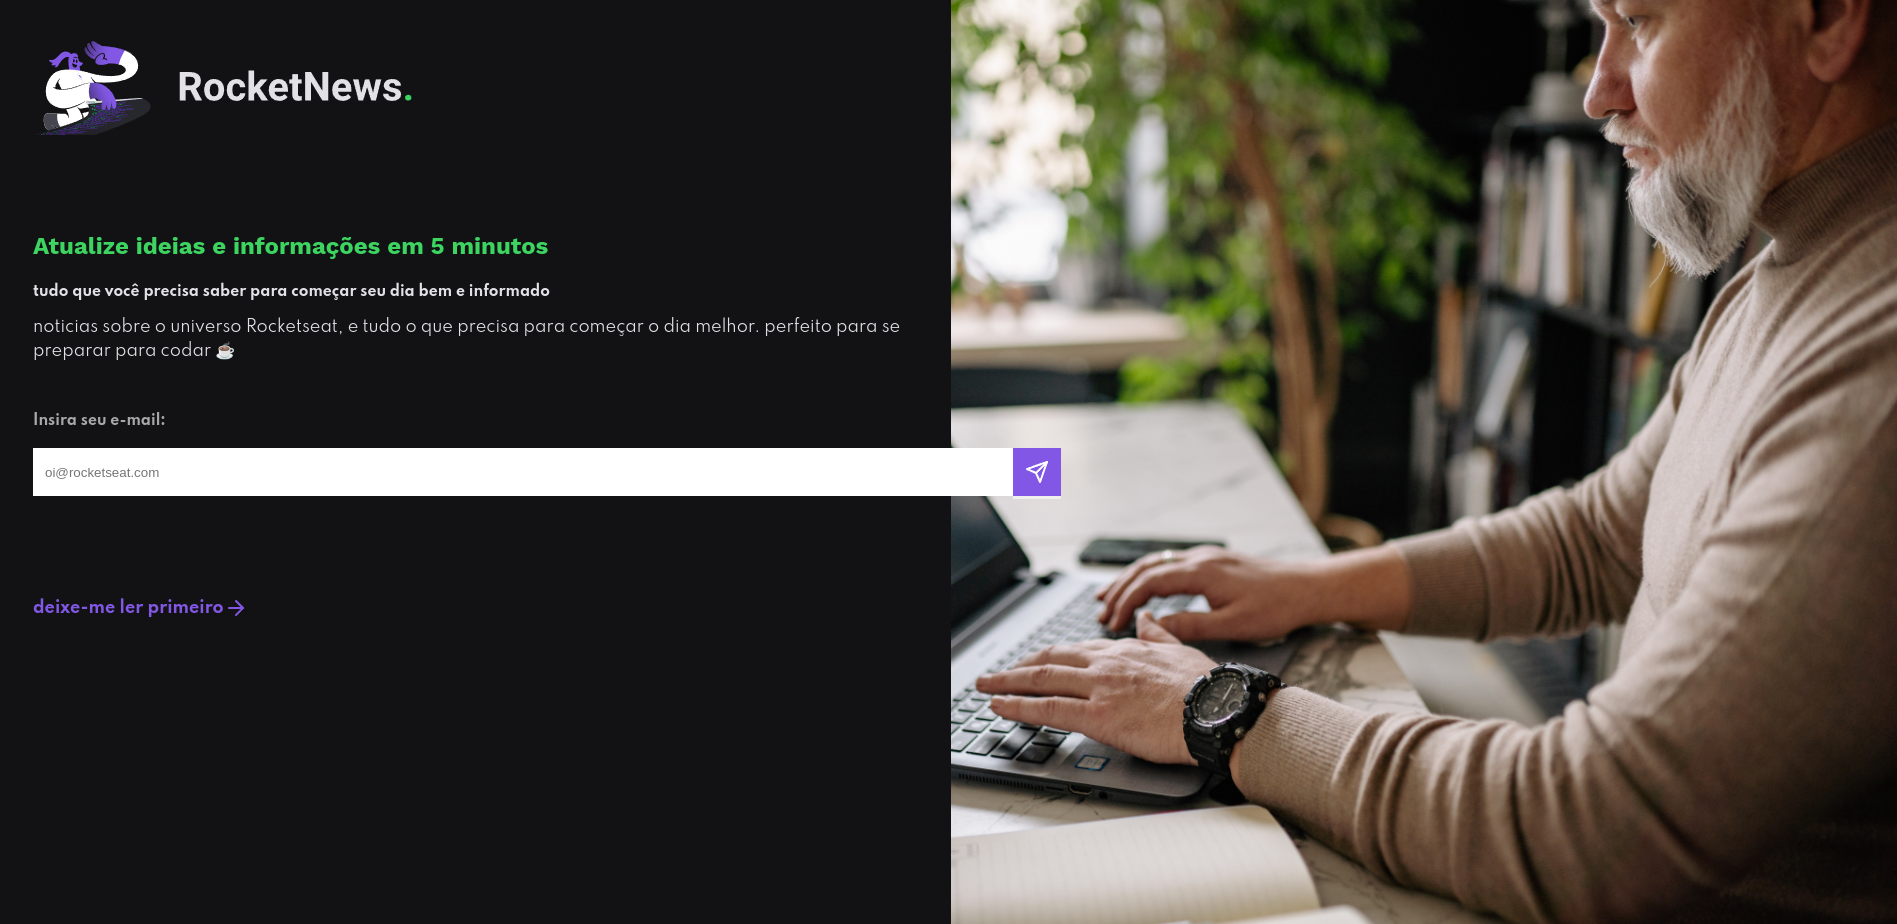 RocketNews.
Atualize ideias e informações em 5 minutos
tudo que você precisa saber para começar seu dia bem e informado
noticias sobre o universo Rocketseat, e tudo o que precisa para começar o dia melhor. perfeito para se
preparar para codar ☕
Insira seu e-mail:
oi@rocketseat.com
deixe-me ler primeiro →